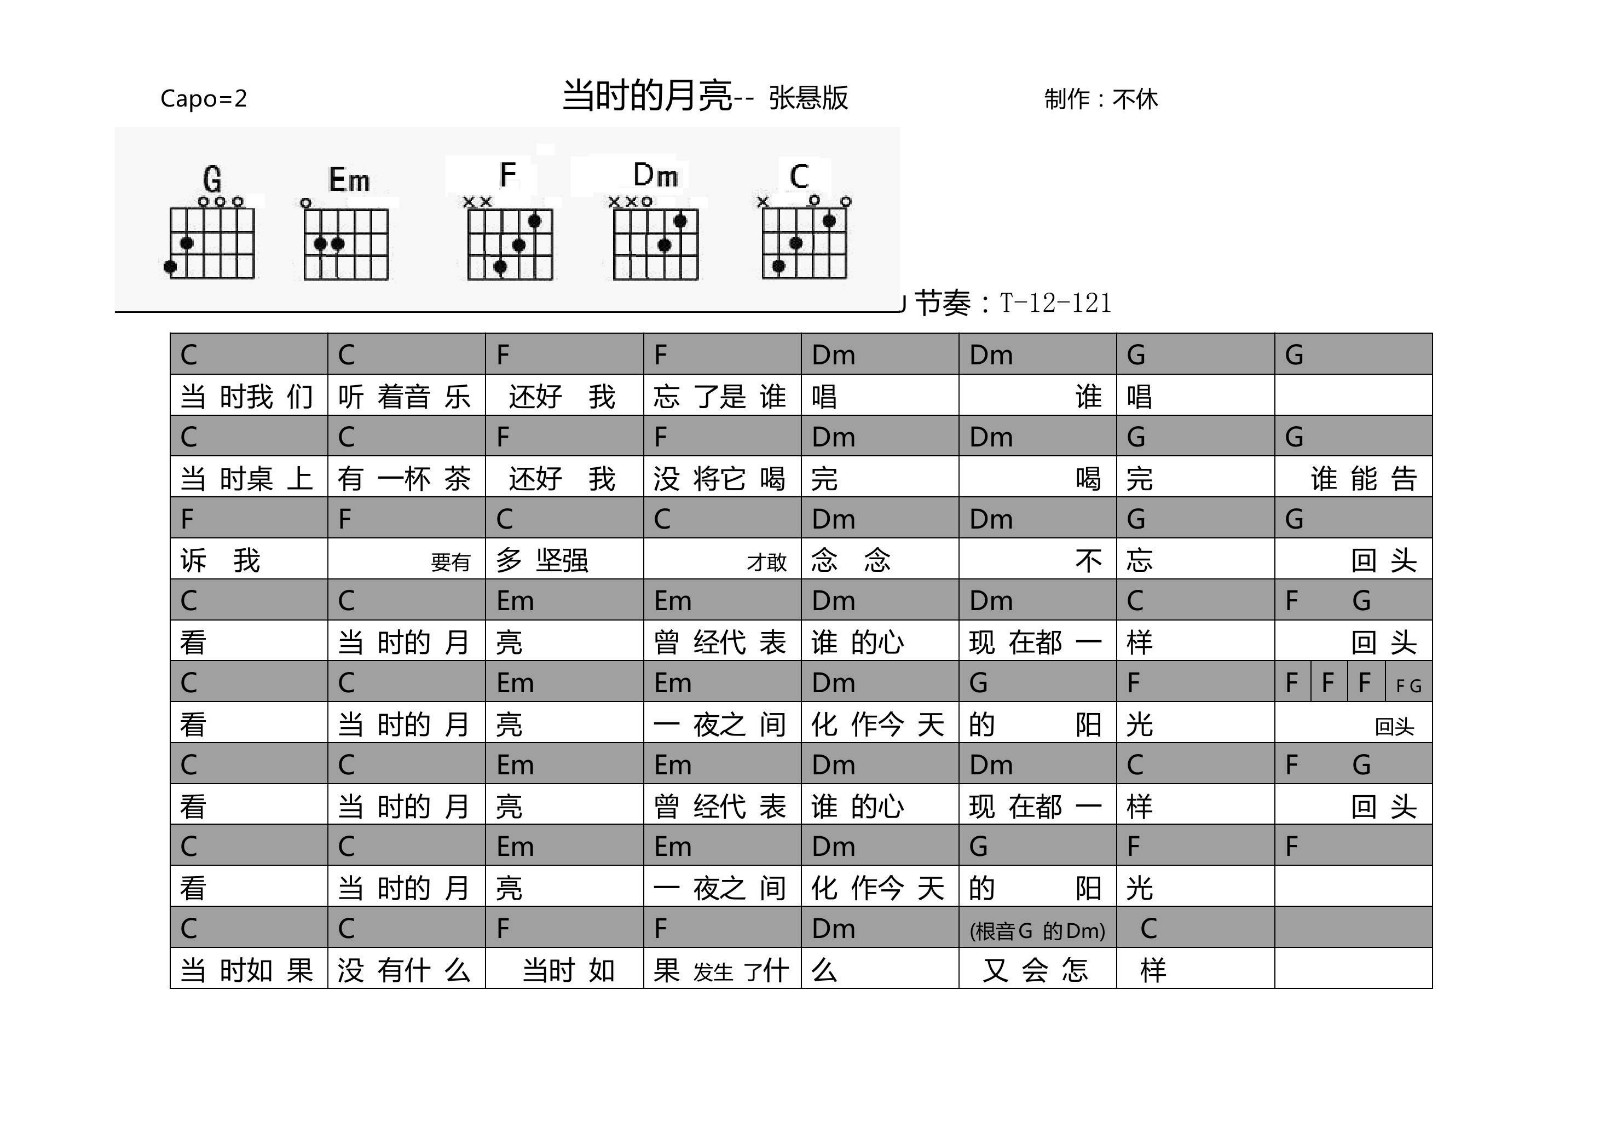 Capo=2 当时的月亮-- 张悬版 制作：不休
G Em F Dm C
节奏：T-12-121
C C F F Dm Dm G G
当 时我 们 听 着音 乐 还好 我 忘 了是 谁 唱 谁 唱
C C F F Dm Dm G G
当 时桌 上 有 一杯 茶 还好 我 没 将它 喝 完 喝 完 谁 能 告
F F C C Dm Dm G G
诉 我 要有 多 坚强 才敢 念 念 不 忘 回 头
C C Em Em Dm Dm C F G
看 当 时的 月 亮 曾 经代 表 谁 的心 现 在都 一 样 回 头
C C Em Em Dm G F F F F F G
看 当 时的 月 亮 一 夜之 间 化 作今 天 的 阳 光 回头
C C Em Em Dm Dm C F G
看 当 时的 月 亮 曾 经代 表 谁 的心 现 在都 一 样 回 头
C C Em Em Dm G F F
看 当 时的 月 亮 一 夜之 间 化 作今 天 的 阳 光
C C F F Dm (根音G 的Dm) C
当 时如 果 没 有什 么 当时 如 果 发生 了什 么 又 会 怎 样